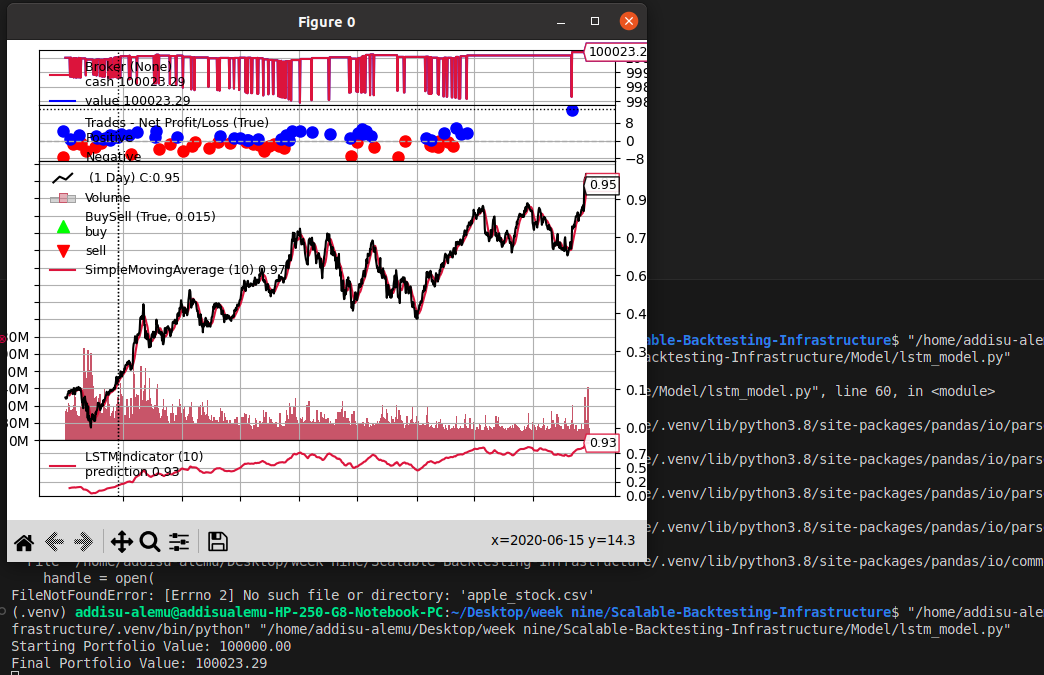 Figure 0
100023.2
Broker (None)
cash 100023.29
value 100023.29
Trades - Net Profit/Loss (True)
Positive
Negative
8
0
−8
(1 Day) C:0.95
Volume
BuySell (True, 0.015)
buy
sell
SimpleMovingAverage (10) 0.97
0.95
0.9
0.7
0.6
0.4
0.3
0.1
0.0
0M
0.93
LSTMIndicator (10)
prediction 0.93
0.7
0.5
0.2
0.0
x=2020-06-15 y=14.3
able-Backtesting-Infrastructure$ "/home/addisu-ale
acktesting-Infrastructure/Model/lstm_model.py"
e/Model/lstm_model.py", line 60, in <module>
e/.venv/lib/python3.8/site-packages/pandas/io/pars
e/.venv/lib/python3.8/site-packages/pandas/io/pars
e/.venv/lib/python3.8/site-packages/pandas/io/pars
e/.venv/lib/python3.8/site-packages/pandas/io/pars
File "/home/addisu-alemu/Desktop/week nine/Scalable-Backtesting-Infrastructure/.venv/lib/python3.8/site-packages/pandas/io/comm
handle = open(
FileNotFoundError: [Errno 2] No such file or directory: 'apple_stock.csv'
(.venv) addisu-alemu@addisualemu-HP-250-G8-Notebook-PC:~/Desktop/week nine/Scalable-Backtesting-Infrastructure$ "/home/addisu-ale
frastructure/.venv/bin/python" "/home/addisu-alemu/Desktop/week nine/Scalable-Backtesting-Infrastructure/Model/lstm_model.py"
Starting Portfolio Value: 100000.00
Final Portfolio Value: 100023.29